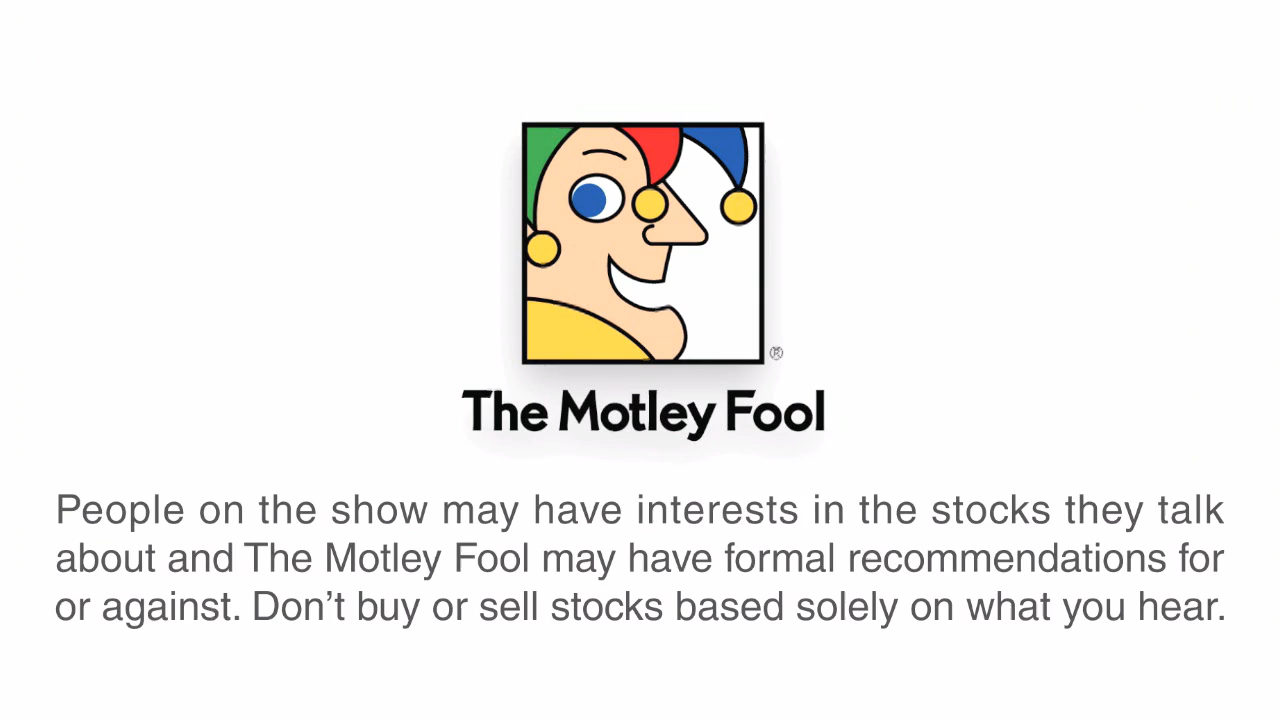 ®
The Motley Fool
People on the show may have interests in the stocks they talk
about and The Motley Fool may have formal recommendations for
or against. Don’t buy or sell stocks based solely on what you hear.